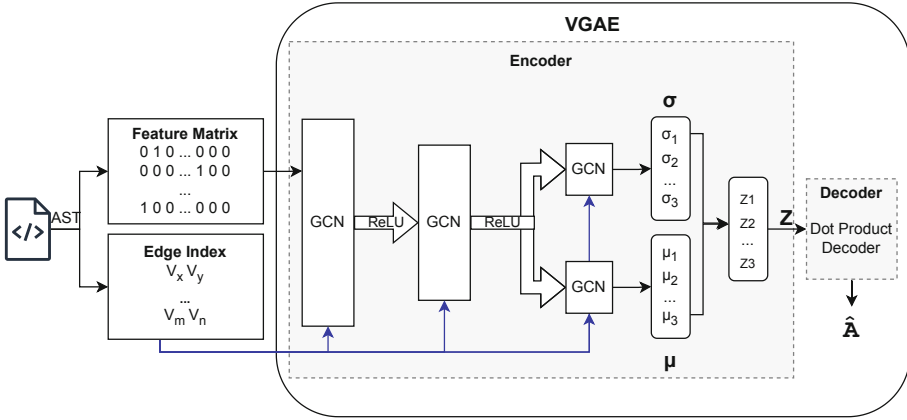 VGAE
Encoder
</>
AST
Feature Matrix
0 1 0 ... 0 0 0
0 0 0 ... 1 0 0
...
1 0 0 ... 0 0 0
Edge Index
Vx Vy
...
Vm Vn
GCN
ReLU
GCN
ReLU
GCN
GCN
σ
σ1
σ2
...
σ3
μ1
μ2
...
μ3
μ
Z1
Z2
...
Z3
Z
Decoder
Dot Product
Decoder
Â